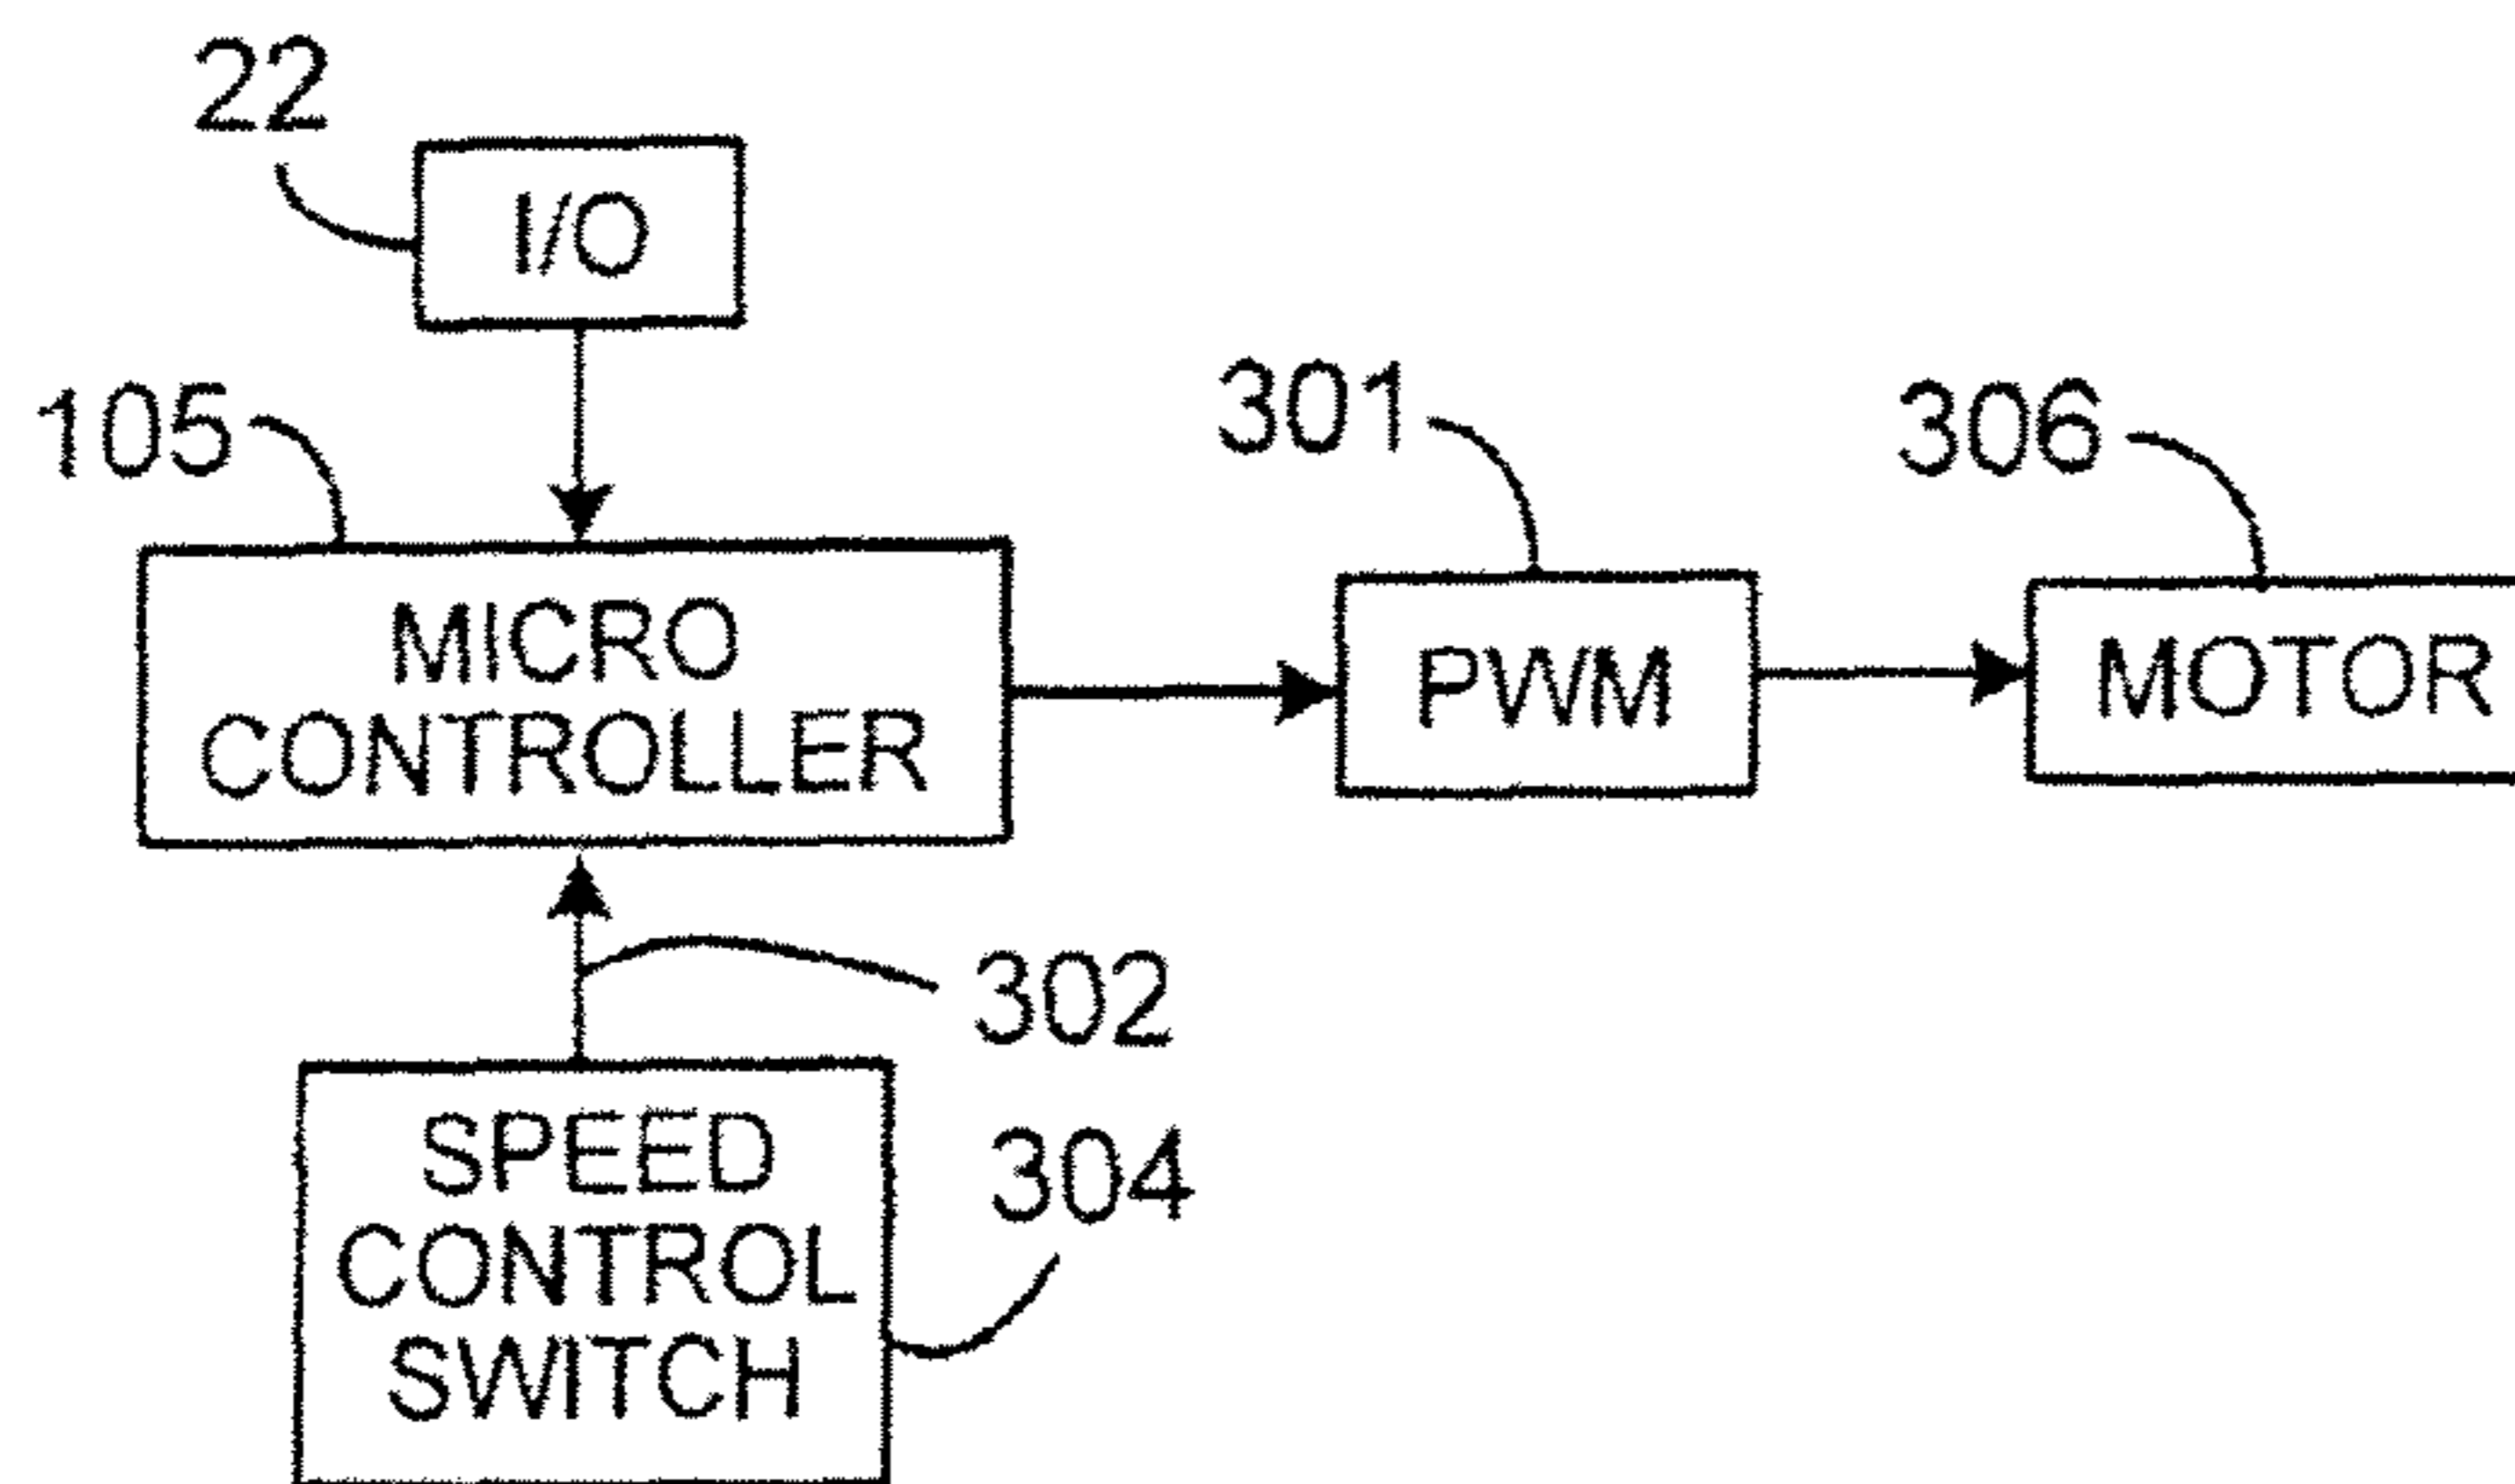 22
I/O
105
301
306
MICRO
CONTROLLER
PWM
MOTOR
302
SPEED
CONTROL
SWITCH
304